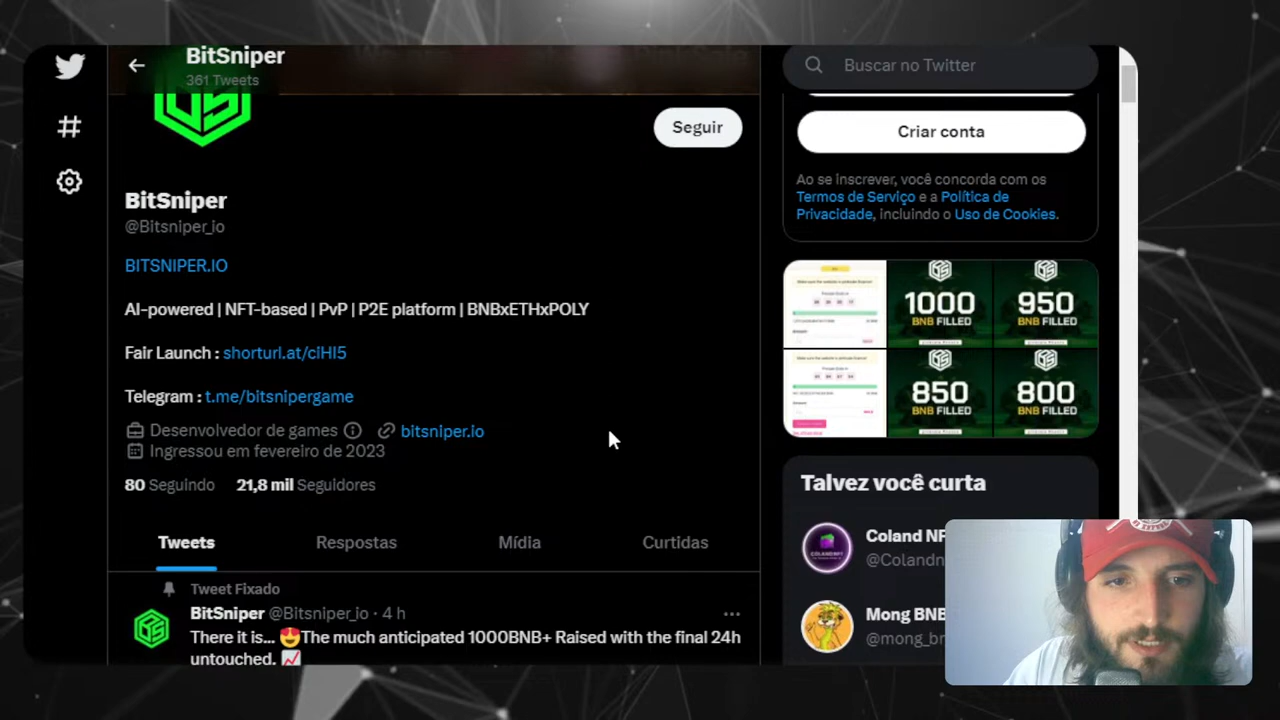 BitSniper
361 Tweets
Buscar no Twitter
Seguir
Criar conta
Ao se inscrever, você concorda com os
Termos de Serviço e a Política de
Privacidade, incluindo o Uso de Cookies.
BitSniper
@Bitsniper_io
BITSNIPER.IO
AI-powered | NFT-based | PvP | P2E platform | BNBxETHxPOLY
Fair Launch : shorturl.at/ciHI5
Telegram : t.me/bitsnipergame
Desenvolvedor de games
bitsniper.io
Ingressou em fevereiro de 2023
80 Seguindo 21,8 mil Seguidores
1000
BNB FILLED
950
BNB FILLED
850
BNB FILLED
800
BNB FILLED
Talvez você curta
Coland NF
@Colandn
Mong BNB
@mong_br
Tweets
Respostas
Mídia
Curtidas
Tweet Fixado
BitSniper @Bitsniper_io · 4 h
There it is... 😍The much anticipated 1000BNB+ Raised with the final 24h
untouched. 📈